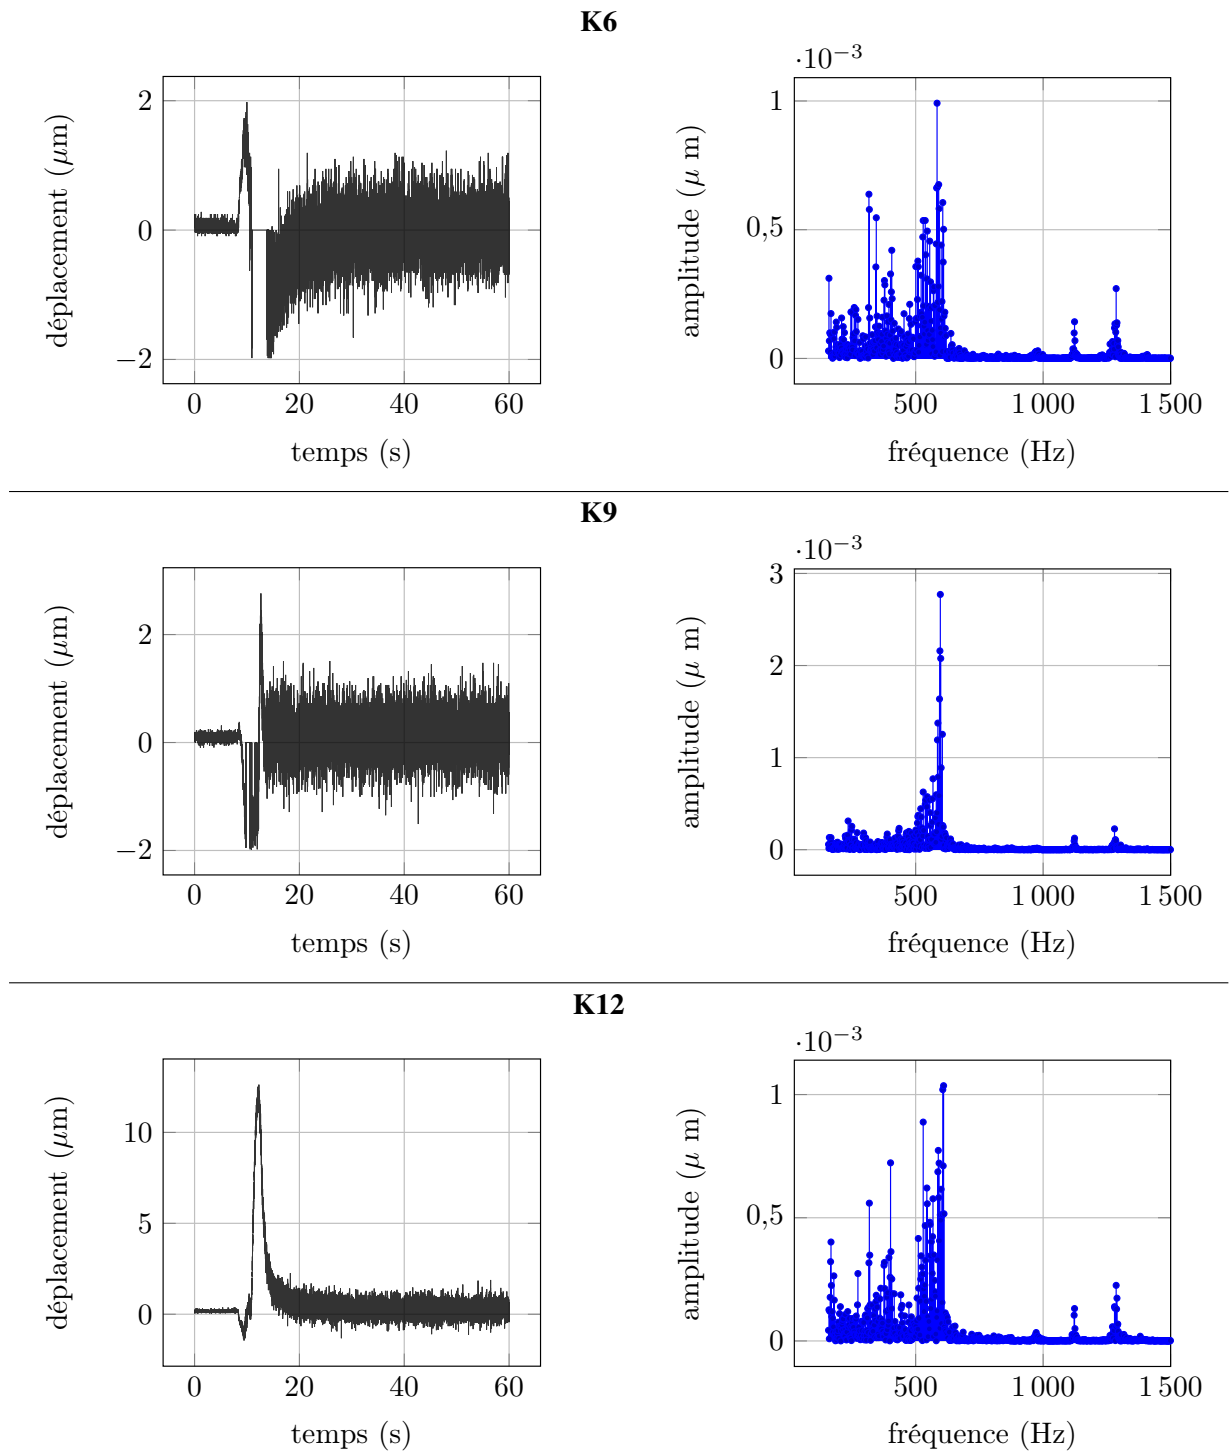 K6
déplacement (μm)
2
0
−2
0 20 40 60
temps (s)
·10⁻³
amplitude (μ m)
1
0,5
0
500 1 000 1 500
fréquence (Hz)
K9
déplacement (μm)
2
0
−2
0 20 40 60
temps (s)
·10⁻³
amplitude (μ m)
3
2
1
0
500 1 000 1 500
fréquence (Hz)
K12
déplacement (μm)
10
5
0
0 20 40 60
temps (s)
·10⁻³
amplitude (μ m)
1
0,5
0
500 1 000 1 500
fréquence (Hz)